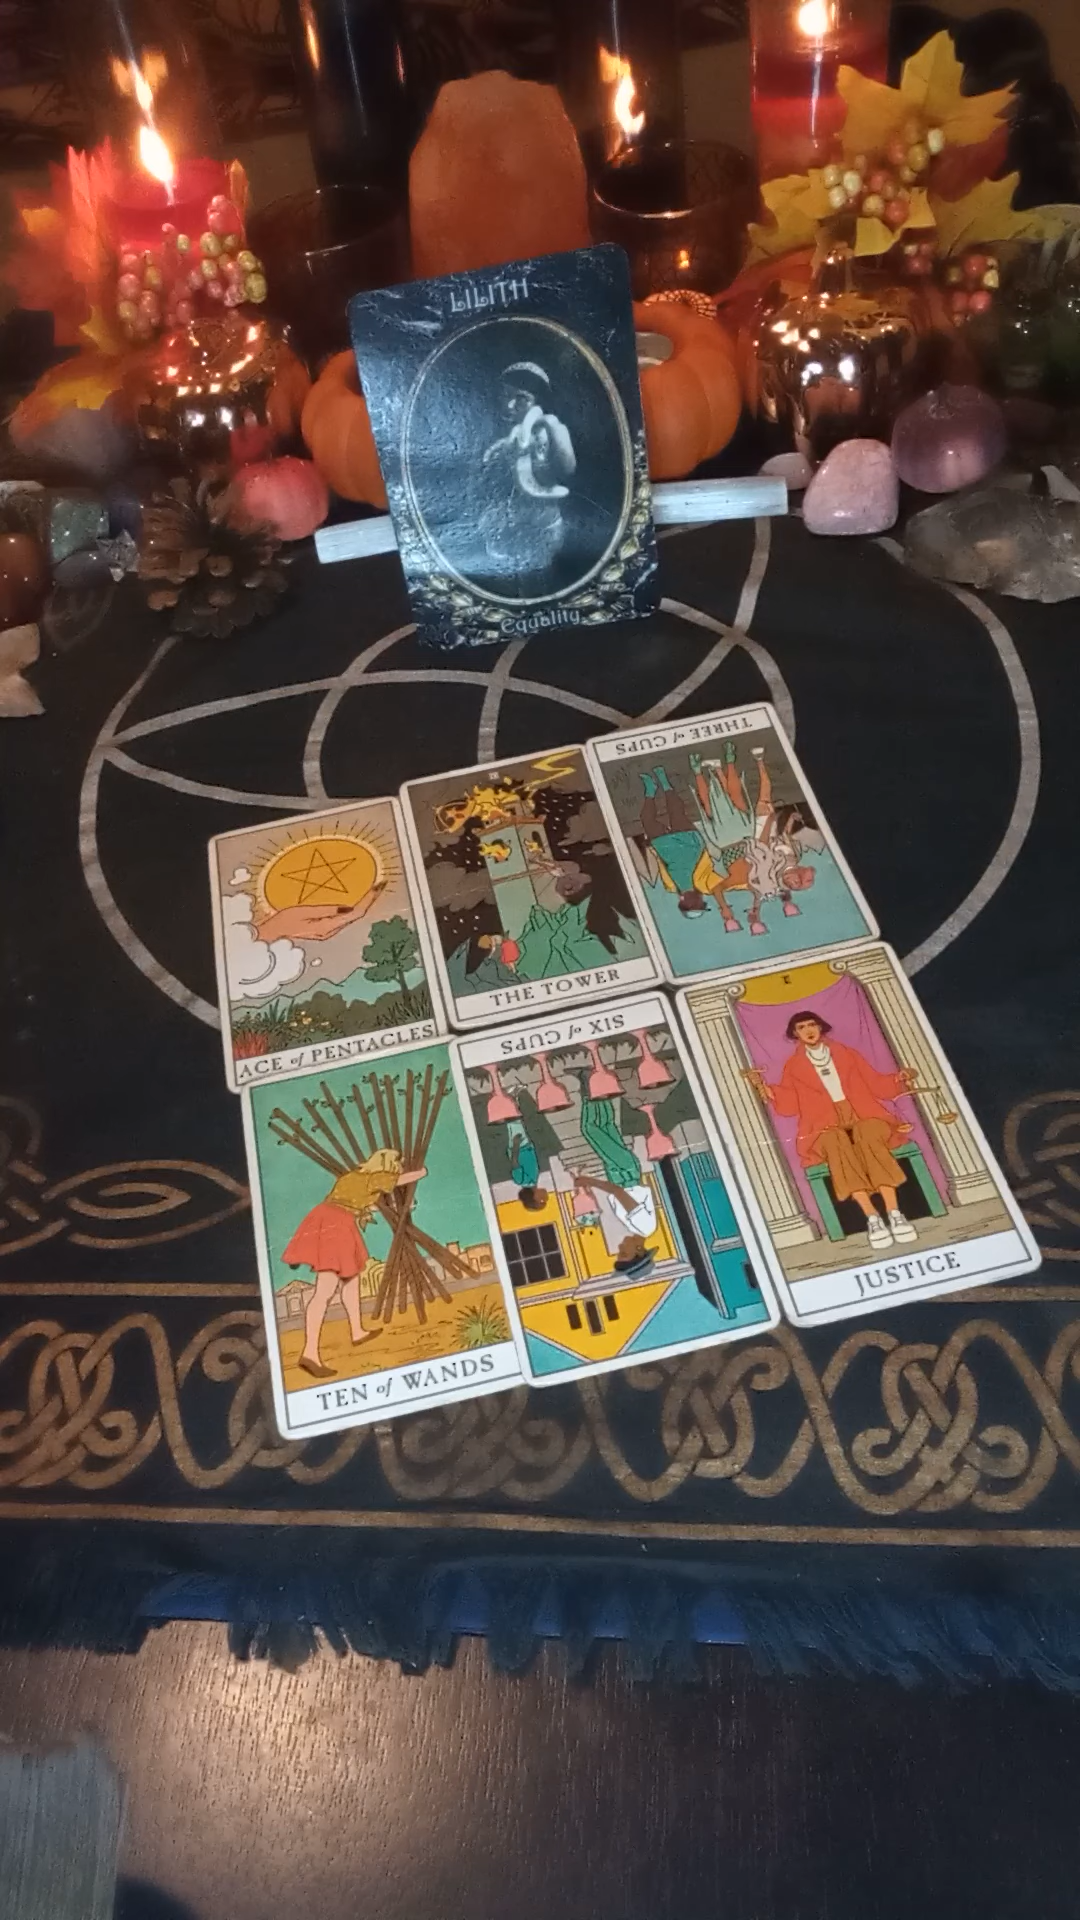 LILITH
Equality
THREE of CUPS
ACE of PENTACLES
THE TOWER
SIX of CUPS
TEN of WANDS
JUSTICE